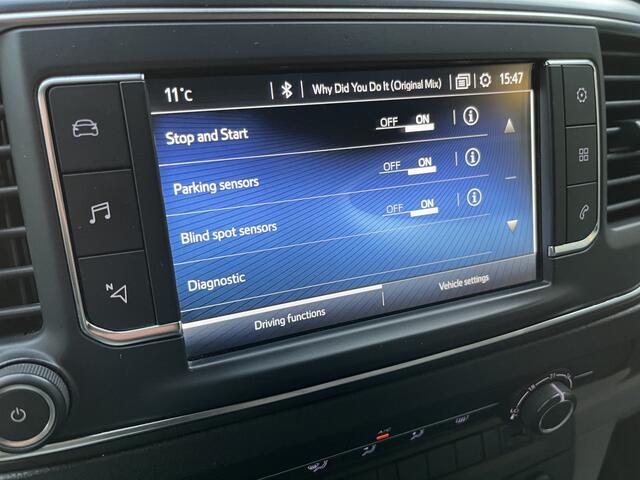 11°C Why Did You Do It (Original Mix) 15:47
Stop and Start OFF ON
Parking sensors OFF ON
Blind spot sensors OFF ON
Diagnostic
Driving functions Vehicle settings
N
A/C